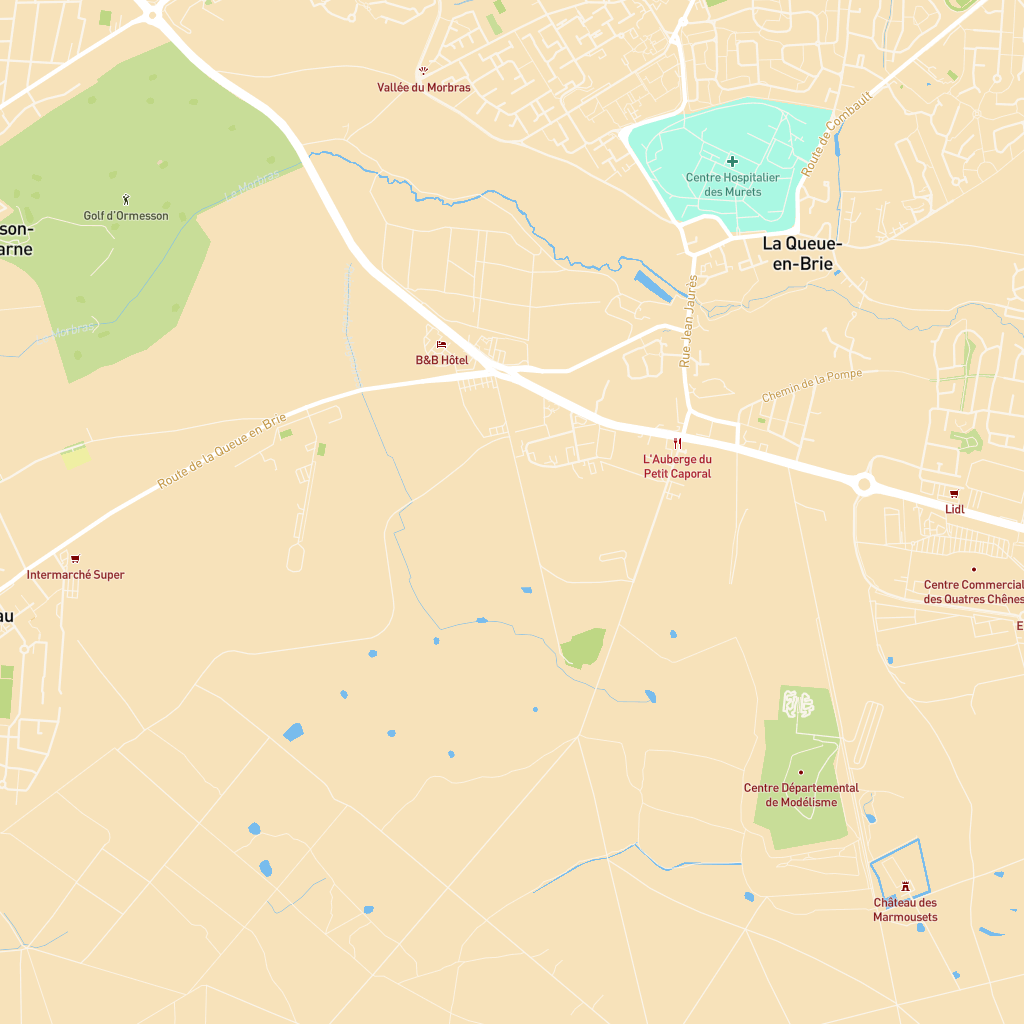 Vallée du Morbras
Route de Combault
Centre Hospitalier
des Murets
Le Morbras
Golf d'Ormesson
son-
arne
La Queue-
en-Brie
Rue Jean Jaurès
B&B Hôtel
Chemin de la Pompe
Route de la Queue en Brie
L'Auberge du
Petit Caporal
Lidl
Intermarché Super
Centre Commercial
des Quatres Chênes
au
E
Centre Départemental
de Modélisme
Château des
Marmousets